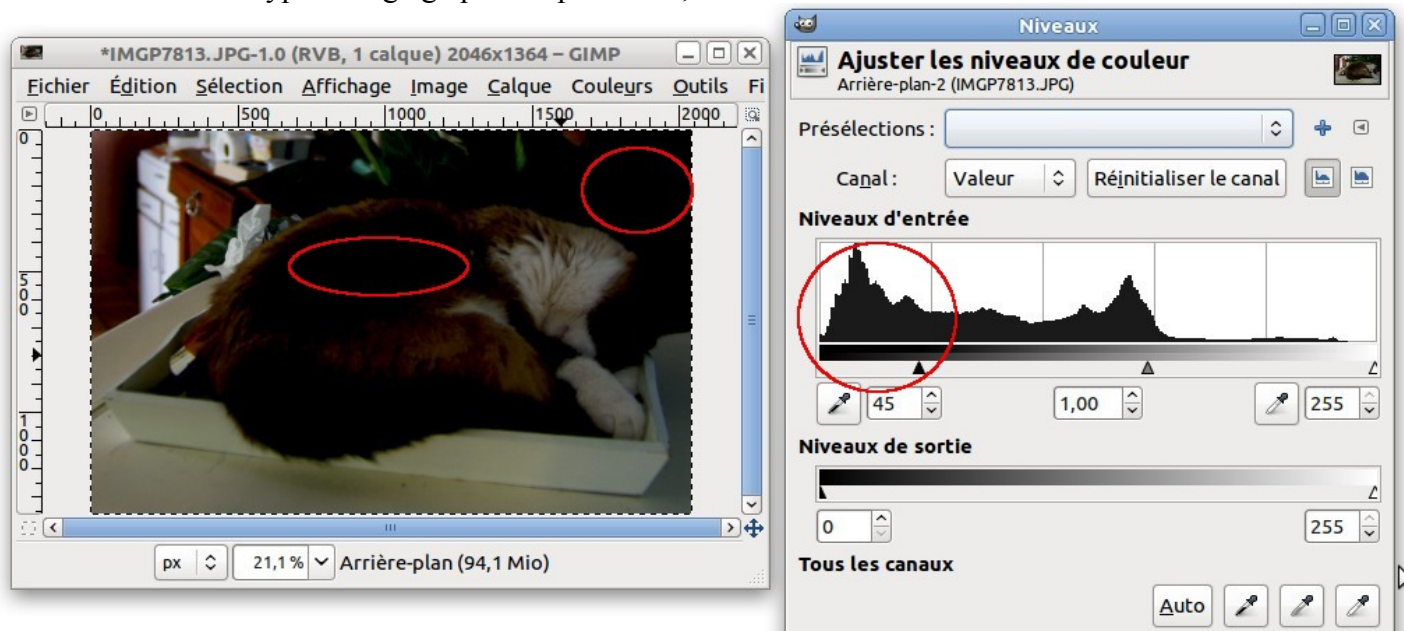 *IMGP7813.JPG-1.0 (RVB, 1 calque) 2046x1364 – GIMP
Fichier Édition Sélection Affichage Image Calque Couleurs Outils Fi
0 500 1000 1500 2000
0
500
1000
px 21,1% Arrière-plan (94,1 Mio)
Niveaux
Ajuster les niveaux de couleur
Arrière-plan-2 (IMGP7813.JPG)
Présélections :
Canal : Valeur Réinitialiser le canal
Niveaux d'entrée
45 1,00 255
Niveaux de sortie
0 255
Tous les canaux
Auto